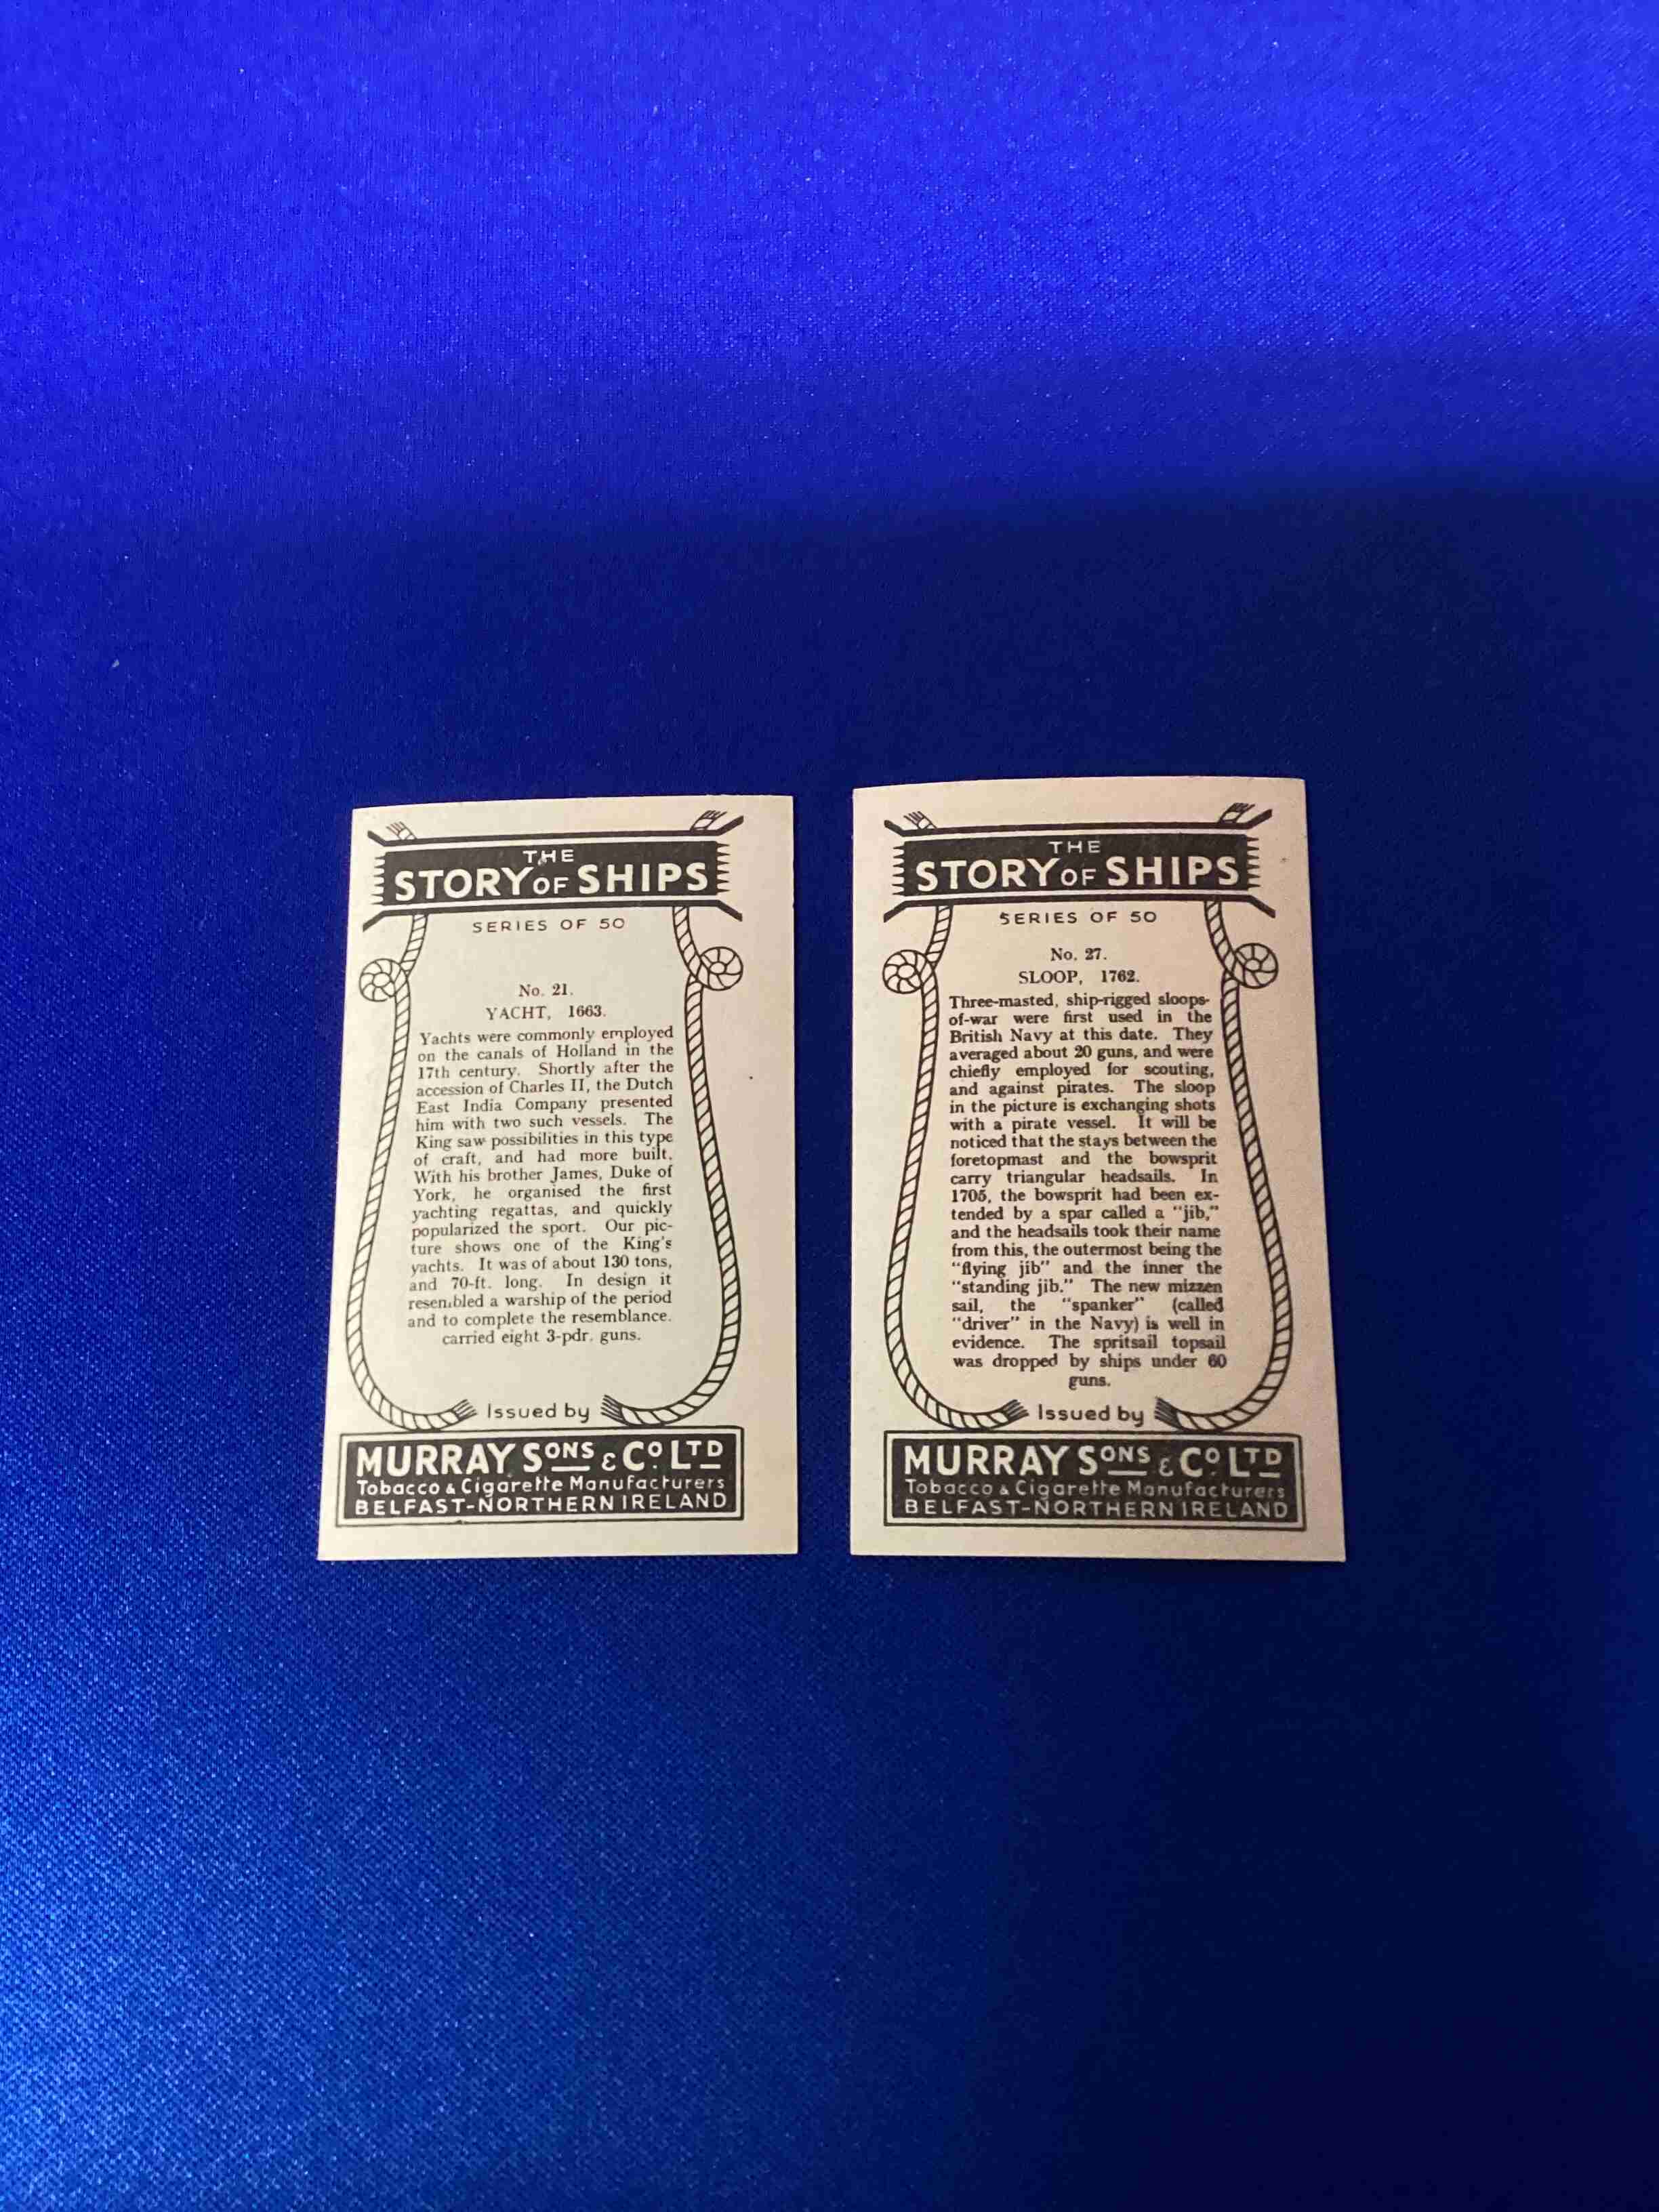 THE
STORY OF SHIPS
SERIES OF 50
No. 21.
YACHT, 1663.
Yachts were commonly employed
on the canals of Holland in the
17th century. Shortly after the
accession of Charles II, the Dutch
East India Company presented
him with two such vessels. The
King saw possibilities in this type
of craft, and had more built.
With his brother James, Duke of
York, he organised the first
yachting regattas, and quickly
popularized the sport. Our pic-
ture shows one of the King's
yachts. It was of about 130 tons,
and 70-ft. long. In design it
resembled a warship of the period
and to complete the resemblance.
carried eight 3-pdr. guns.
Issued by
MURRAY SONS & CO LTD
Tobacco & Cigarette Manufacturers
BELFAST-NORTHERN IRELAND
THE
STORY OF SHIPS
SERIES OF 50
No. 27.
SLOOP, 1762.
Three-masted, ship-rigged sloops-
of-war were first used in the
British Navy at this date. They
averaged about 20 guns, and were
chiefly employed for scouting,
and against pirates. The sloop
in the picture is exchanging shots
with a pirate vessel. It will be
noticed that the stays between the
foretopmast and the bowsprit
carry triangular headsails. In
1705, the bowsprit had been ex-
tended by a spar called a "jib,"
and the headsails took their name
from this, the outermost being the
"flying jib" and the inner the
"standing jib." The new mizzen
sail, the "spanker" (called
"driver" in the Navy) is well in
evidence. The spritsail topsail
was dropped by ships under 60
guns.
Issued by
MURRAY SONS & CO LTD
Tobacco & Cigarette Manufacturers
BELFAST-NORTHERN IRELAND